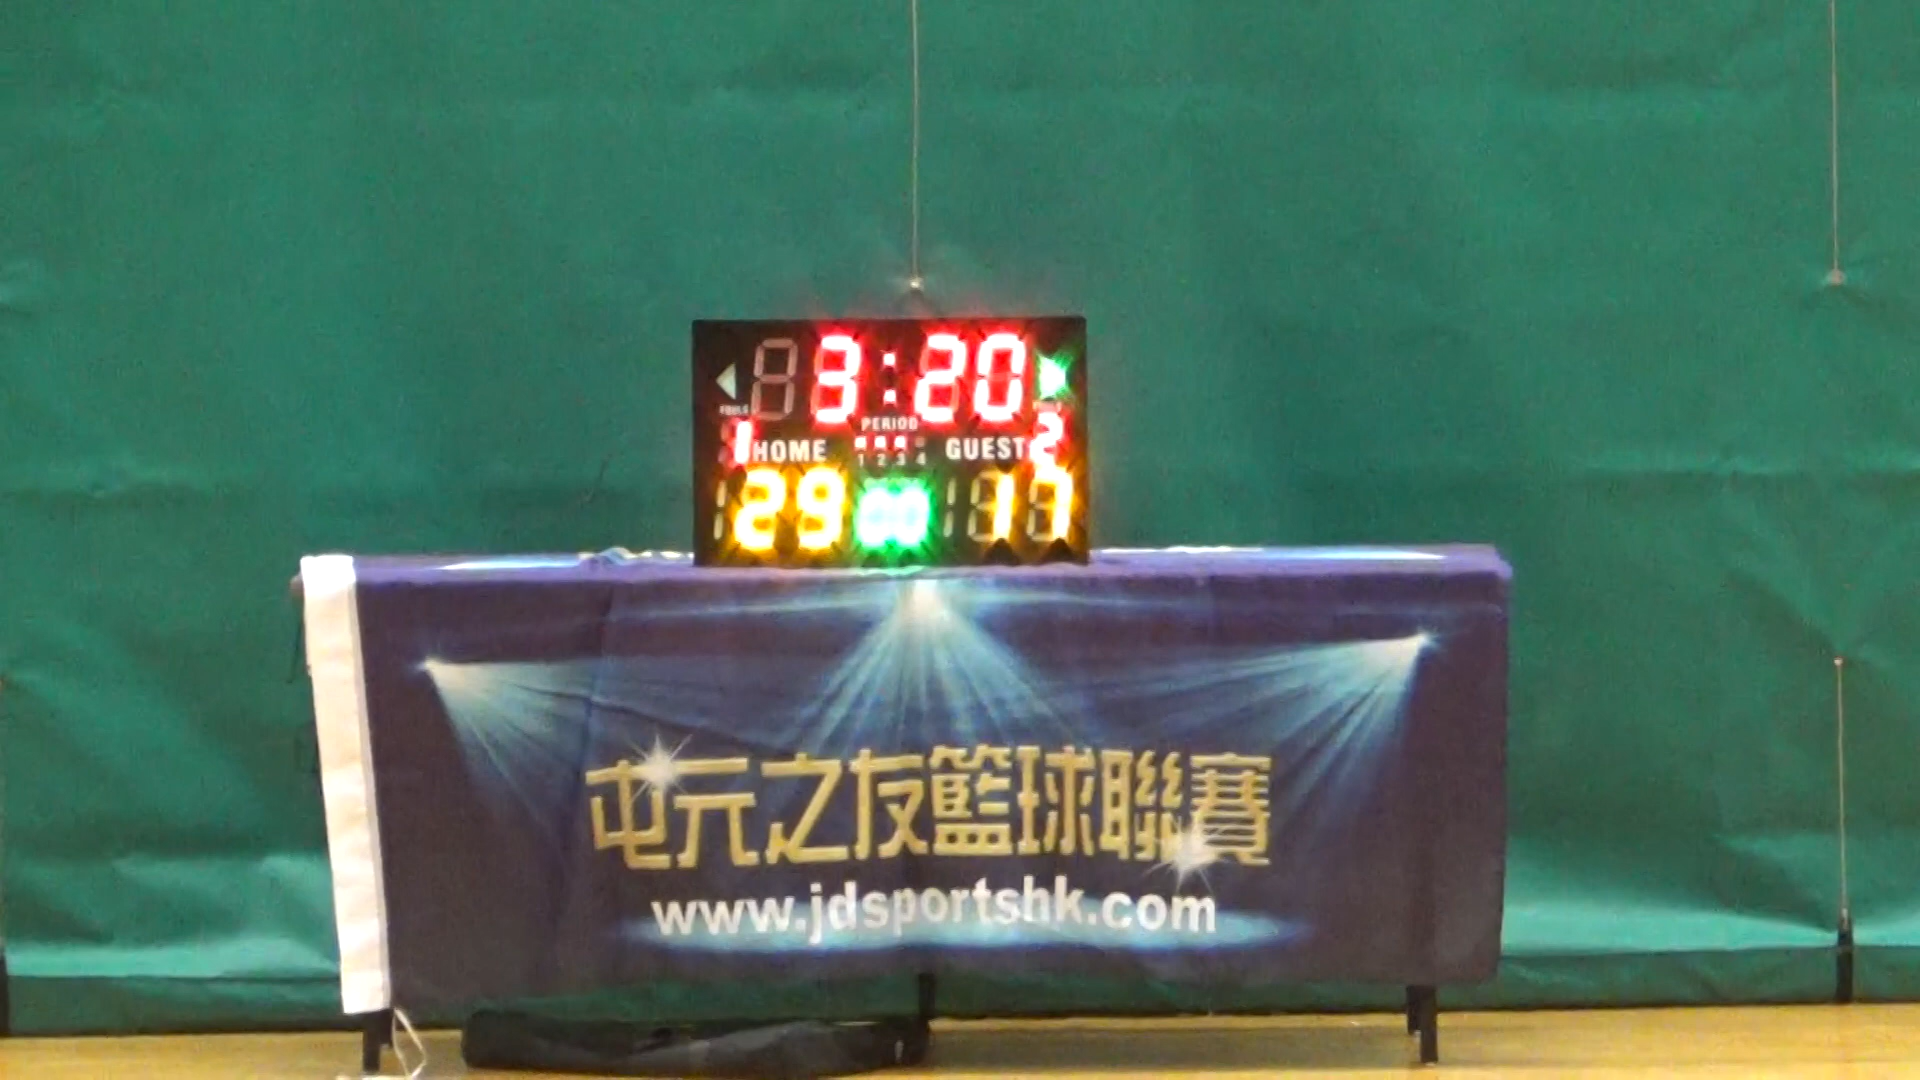 3:20
FOULS
PERIOD
1 HOME GUEST 2
1 2 3 4
29 00 17
屯元之友籃球聯賽
www.jdsportshk.com